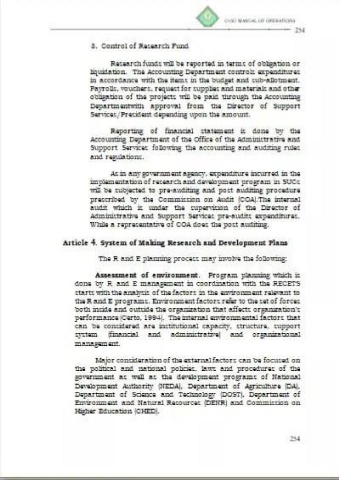 CVSU MANUAL OF OPERATIONS
254
3. Control of Research Fund
Research funds will be reported in terms of obligation or
liquidation. The Accounting Department controls expenditures
in accordance with the items in the budget and sub-allotment.
Payrolls, vouchers, request for supplies and materials and other
obligation of the projects will be paid through the Accounting
Departmentwith approval from the Director of Support
Services/President depending upon the amount.
Reporting of financial statement is done by the
Accounting Department of the Office of the Administrative and
Support Services following the accounting and auditing rules
and regulations.
As in any government agency, expenditure incurred in the
implementation of research and development program in SUCs
will be subjected to pre-auditing and post auditing procedure
prescribed by the Commission on Audit (COA).The internal
audit which is under the supervision of the Director of
Administrative and Support Services pre-audits expenditures.
While a representative of COA does the post auditing.
Article 4. System of Making Research and Development Plans
The R and E planning process may involve the following:
Assessment of environment. Program planning which is
done by R and E management in coordination with the RECETS
starts with the analysis of the factors in the environment relevant to
the R and E programs. Environment factors refer to the set of forces
both inside and outside the organization that affects organization's
performance (Certo, 1994). The internal environmental factors that
can be considered are institutional capacity, structure, support
system (financial and administrative) and organizational
management.
Major consideration of the external factors can be focused on
the political and national policies, laws and procedures of the
government as well as the development programs of National
Development Authority (NEDA), Department of Agriculture (DA),
Department of Science and Technology (DOST), Department of
Environment and Natural Resources (DENR) and Commission on
Higher Education (CHED).
254